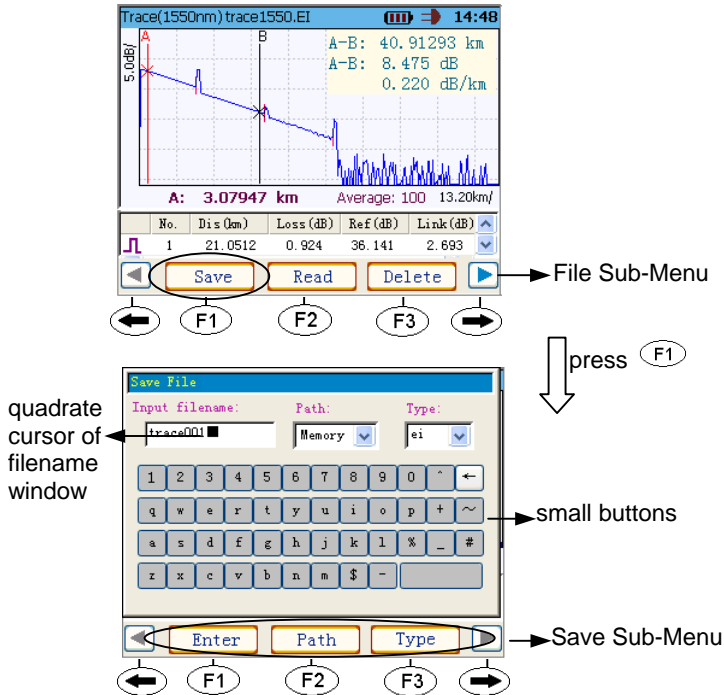 Trace(1550nm) trace1550.EI 14:48
A B
5.0dB/
A-B: 40.91293 km
A-B: 8.475 dB
0.220 dB/km
A: 3.07947 km Average: 100 13.20km/
No. Dis(km) Loss(dB) Ref(dB) Link(dB)
1 21.0512 0.924 36.141 2.693
Save Read Delete
File Sub-Menu
F1 F2 F3
press F1
Save File
Input filename: Path: Type:
trace001 Memory ei
quadrate
cursor of
filename
window
1 2 3 4 5 6 7 8 9 0 ^ ←
q w e r t y u i o p + ~
a s d f g h j k l % _ #
z x c v b n m $ -
small buttons
Enter Path Type
Save Sub-Menu
F1 F2 F3